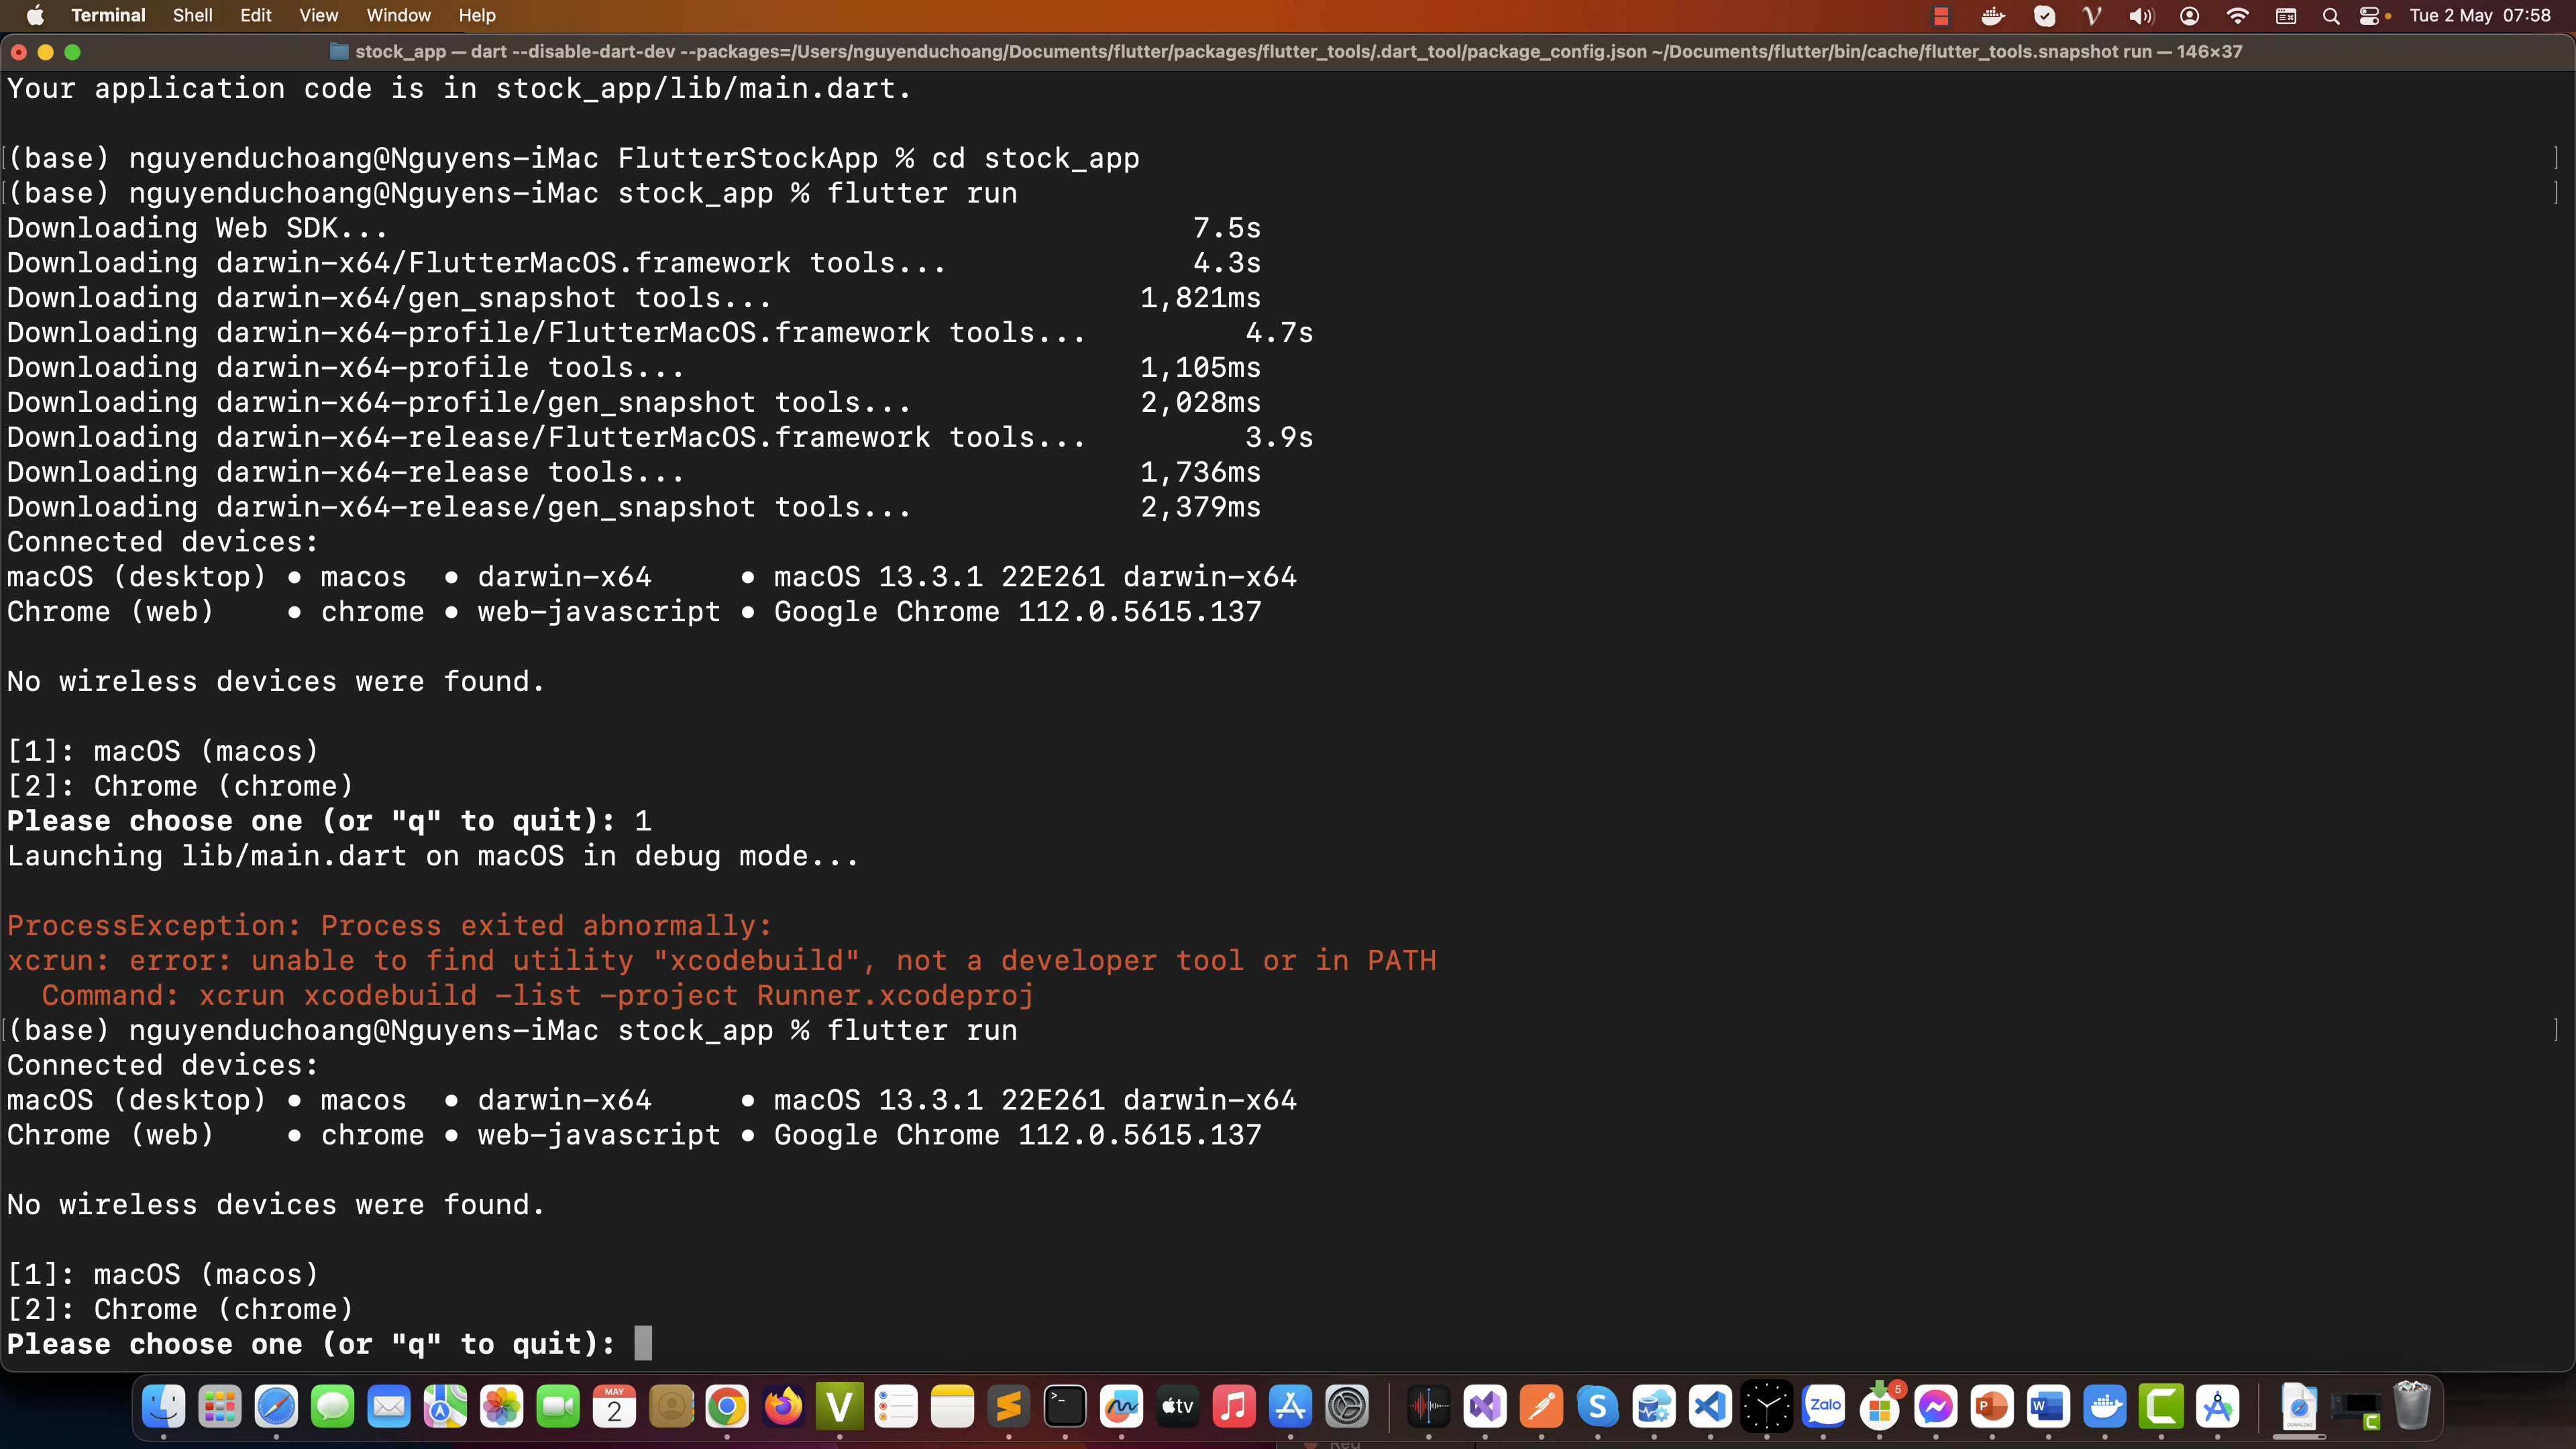 Terminal Shell Edit View Window Help Tue 2 May 07:58
stock_app — dart --disable-dart-dev --packages=/Users/nguyenduchoang/Documents/flutter/packages/flutter_tools/.dart_tool/package_config.json ~/Documents/flutter/bin/cache/flutter_tools.snapshot run — 146×37
Your application code is in stock_app/lib/main.dart.
[(base) nguyenduchoang@Nguyens-iMac FlutterStockApp % cd stock_app ]
[(base) nguyenduchoang@Nguyens-iMac stock_app % flutter run ]
Downloading Web SDK... 7.5s
Downloading darwin-x64/FlutterMacOS.framework tools... 4.3s
Downloading darwin-x64/gen_snapshot tools... 1,821ms
Downloading darwin-x64-profile/FlutterMacOS.framework tools... 4.7s
Downloading darwin-x64-profile tools... 1,105ms
Downloading darwin-x64-profile/gen_snapshot tools... 2,028ms
Downloading darwin-x64-release/FlutterMacOS.framework tools... 3.9s
Downloading darwin-x64-release tools... 1,736ms
Downloading darwin-x64-release/gen_snapshot tools... 2,379ms
Connected devices:
macOS (desktop) • macos • darwin-x64 • macOS 13.3.1 22E261 darwin-x64
Chrome (web) • chrome • web-javascript • Google Chrome 112.0.5615.137
No wireless devices were found.
[1]: macOS (macos)
[2]: Chrome (chrome)
Please choose one (or "q" to quit): 1
Launching lib/main.dart on macOS in debug mode...
ProcessException: Process exited abnormally:
xcrun: error: unable to find utility "xcodebuild", not a developer tool or in PATH
Command: xcrun xcodebuild -list -project Runner.xcodeproj
[(base) nguyenduchoang@Nguyens-iMac stock_app % flutter run ]
Connected devices:
macOS (desktop) • macos • darwin-x64 • macOS 13.3.1 22E261 darwin-x64
Chrome (web) • chrome • web-javascript • Google Chrome 112.0.5615.137
No wireless devices were found.
[1]: macOS (macos)
[2]: Chrome (chrome)
Please choose one (or "q" to quit):
MAY
2
V
tv
S
Zalo
5
P
W
C
DOWNLOAD